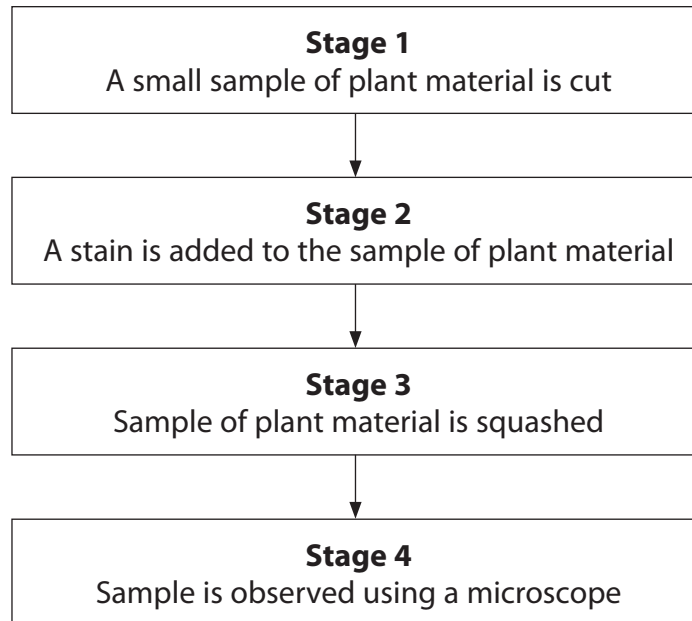 Stage 1
A small sample of plant material is cut
Stage 2
A stain is added to the sample of plant material
Stage 3
Sample of plant material is squashed
Stage 4
Sample is observed using a microscope